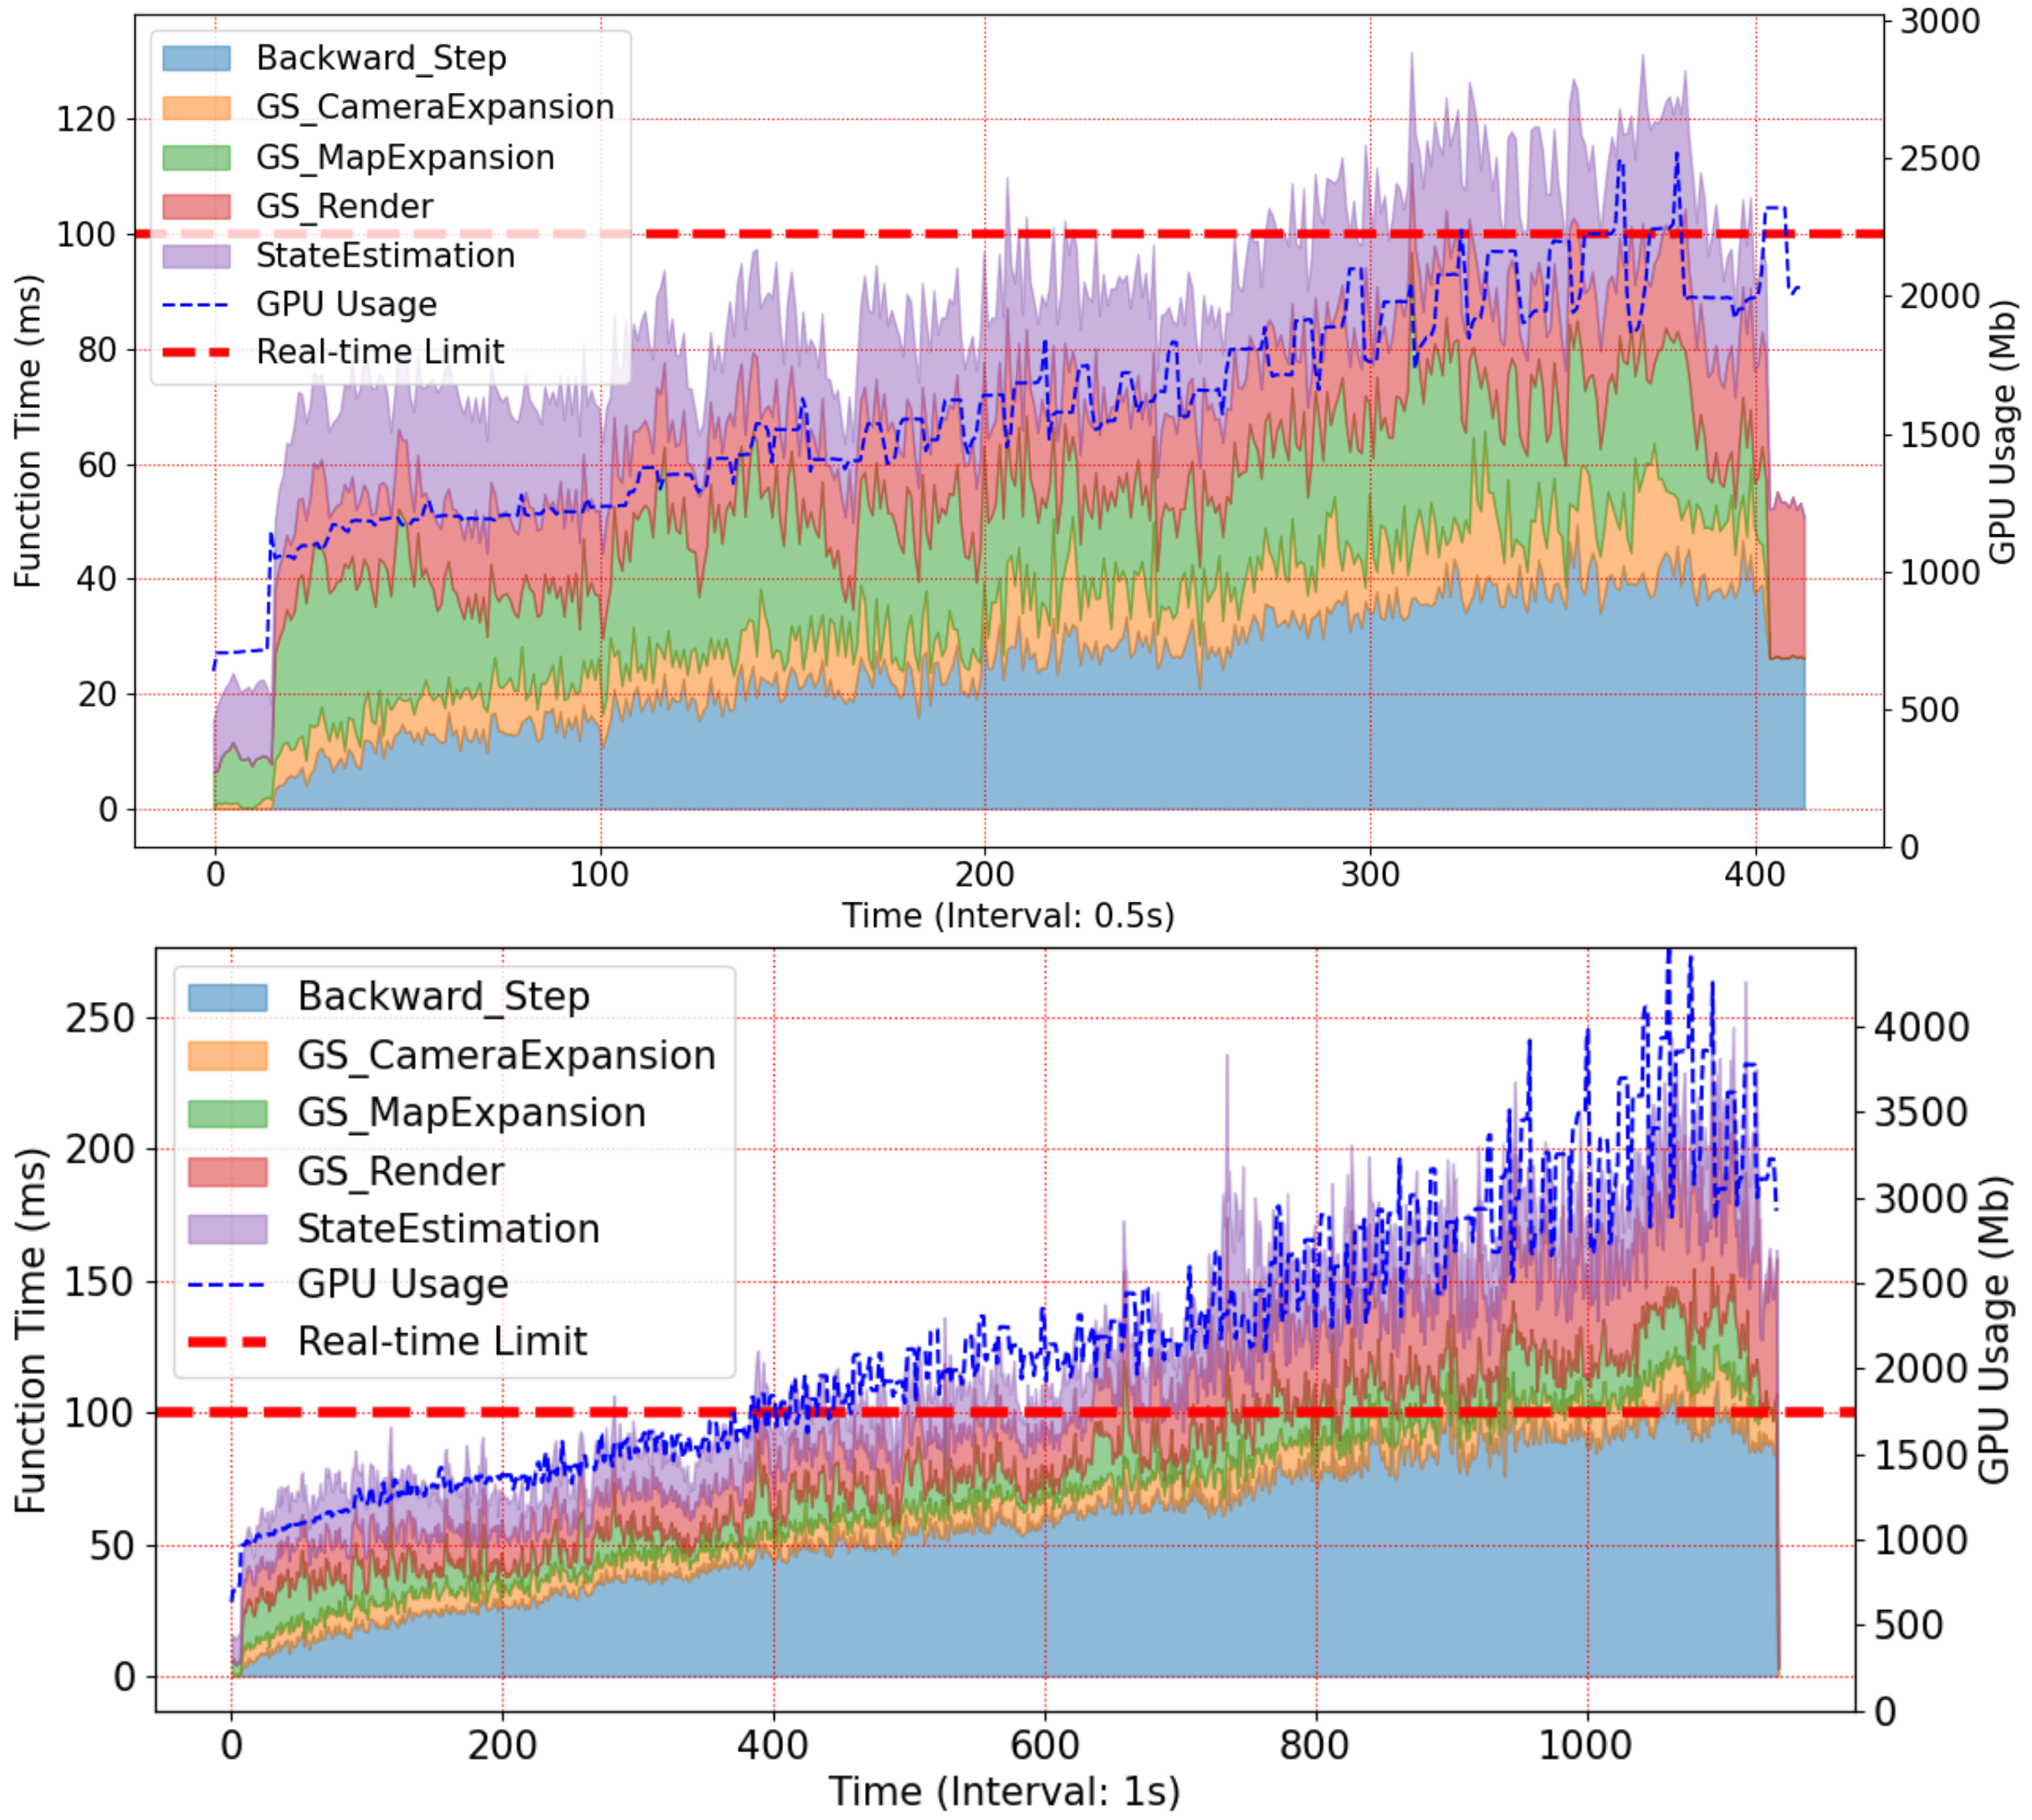 Backward_Step
GS_CameraExpansion
GS_MapExpansion
GS_Render
StateEstimation
GPU Usage
Real-time Limit
Function Time (ms)
120
100
80
60
40
20
0
GPU Usage (Mb)
3000
2500
2000
1500
1000
500
0
0 100 200 300 400
Time (Interval: 0.5s)
Backward_Step
GS_CameraExpansion
GS_MapExpansion
GS_Render
StateEstimation
GPU Usage
Real-time Limit
Function Time (ms)
250
200
150
100
50
0
GPU Usage (Mb)
4000
3500
3000
2500
2000
1500
1000
500
0
0 200 400 600 800 1000
Time (Interval: 1s)